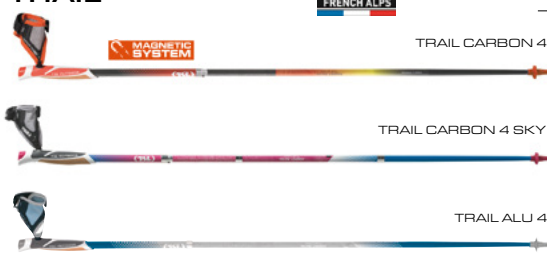 TRAIL
FRENCH ALPS
TRAIL CARBON 4
MAGNETIC
SYSTEM
TRAIL CARBON 4 SKY
TRAIL ALU 4